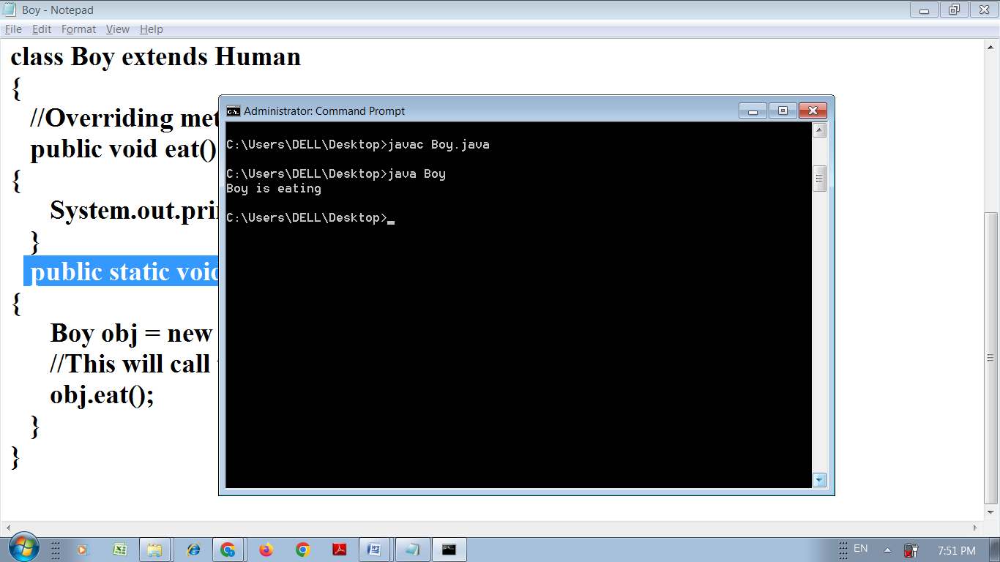 Boy - Notepad
File Edit Format View Help
class Boy extends Human
{
//Overriding met
public void eat()
{
System.out.pri
}
public static void
{
Boy obj = new
//This will call
obj.eat();
}
}
Administrator: Command Prompt
C:\Users\DELL\Desktop>javac Boy.java
C:\Users\DELL\Desktop>java Boy
Boy is eating
C:\Users\DELL\Desktop>_
EN
7:51 PM